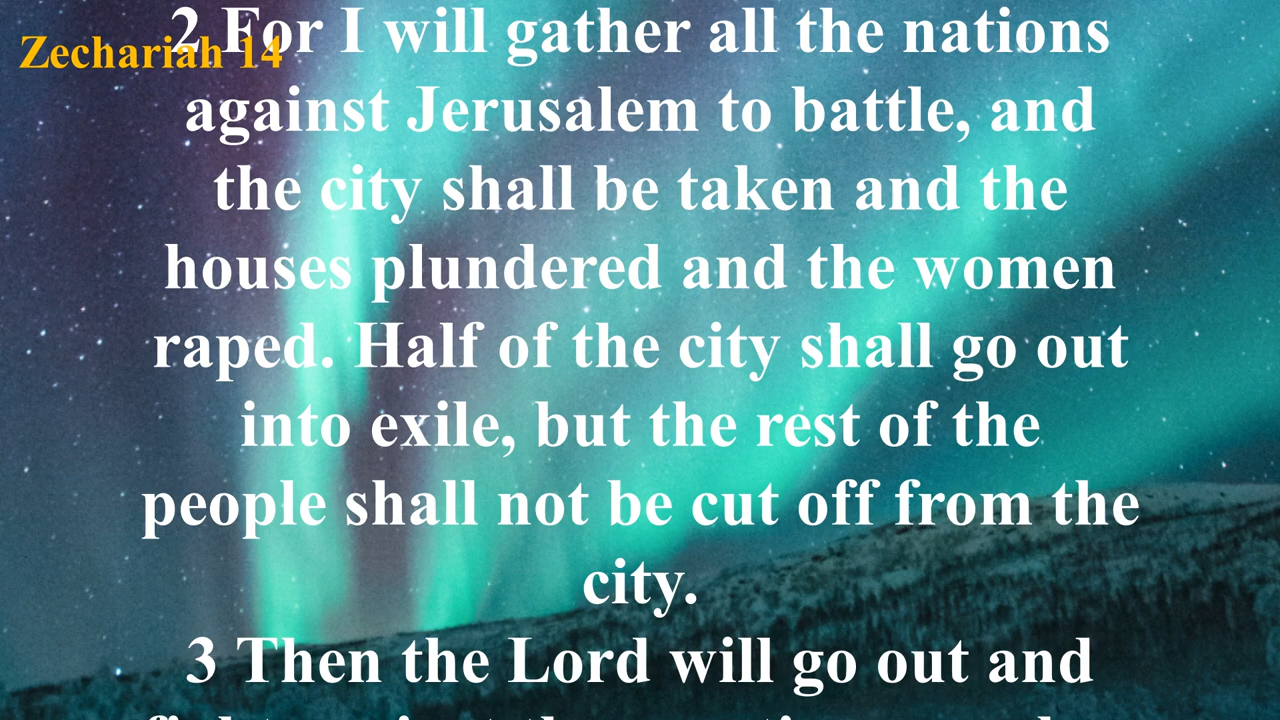 Zechariah 14
2 For I will gather all the nations
against Jerusalem to battle, and
the city shall be taken and the
houses plundered and the women
raped. Half of the city shall go out
into exile, but the rest of the
people shall not be cut off from the
city.
3 Then the Lord will go out and